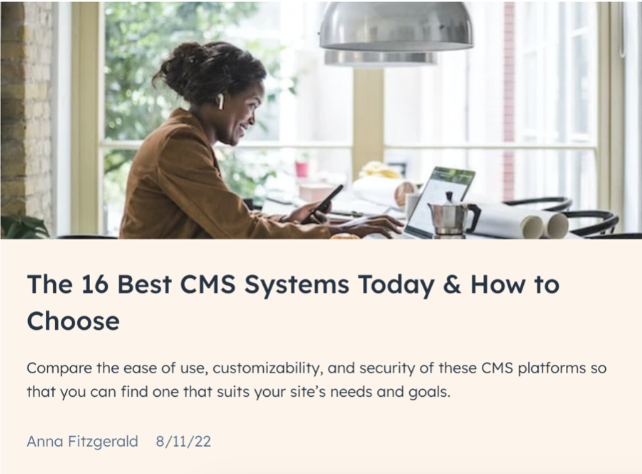 The 16 Best CMS Systems Today & How to
Choose
Compare the ease of use, customizability, and security of these CMS platforms so
that you can find one that suits your site’s needs and goals.
Anna Fitzgerald 8/11/22